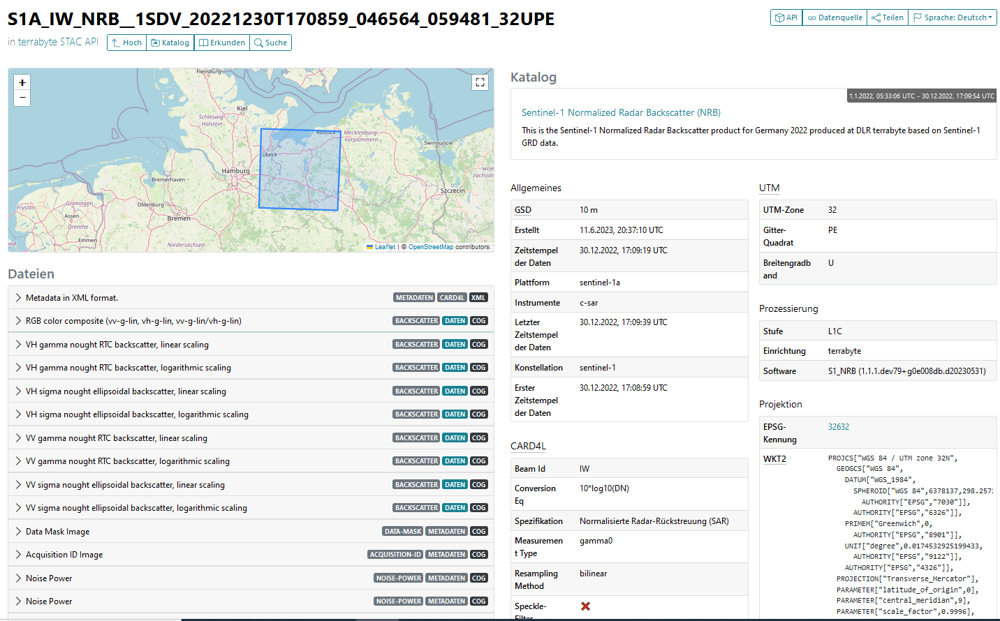 S1A_IW_NRB__1SDV_20221230T170859_046564_059481_32UPE
in terrabyte STAC API
Hoch
Katalog
Erkunden
Suche
API
Datenquelle
Teilen
Sprache: Deutsch
+
−
Flensburg
Kiel
Schleswig-
Holstein
Rostock
Mecklenburg-
Vorpommern
Lübeck
Świnoujście
Hamburg
Bremerhaven
Szczecin
woje
zachodn
Fryslân
Groningen
Assen
Drenthe
Emmen
Oldenburg
Bremen
Niedersachsen
nd
Leaflet | © OpenStreetMap contributors.
Dateien
Metadata in XML format. METADATEN CARD4L XML
RGB color composite (vv-g-lin, vh-g-lin, vv-g-lin/vh-g-lin) BACKSCATTER DATEN COG
VH gamma nought RTC backscatter, linear scaling BACKSCATTER DATEN COG
VH gamma nought RTC backscatter, logarithmic scaling BACKSCATTER DATEN COG
VH sigma nought ellipsoidal backscatter, linear scaling BACKSCATTER DATEN COG
VH sigma nought ellipsoidal backscatter, logarithmic scaling BACKSCATTER DATEN COG
VV gamma nought RTC backscatter, linear scaling BACKSCATTER DATEN COG
VV gamma nought RTC backscatter, logarithmic scaling BACKSCATTER DATEN COG
VV sigma nought ellipsoidal backscatter, linear scaling BACKSCATTER DATEN COG
VV sigma nought ellipsoidal backscatter, logarithmic scaling BACKSCATTER DATEN COG
Data Mask Image DATA-MASK METADATEN COG
Acquisition ID Image ACQUISITION-ID METADATEN COG
Noise Power NOISE-POWER METADATEN COG
Noise Power NOISE-POWER METADATEN COG
Katalog
1.1.2022, 05:33:06 UTC – 30.12.2022, 17:09:54 UTC
Sentinel-1 Normalized Radar Backscatter (NRB)
This is the Sentinel-1 Normalized Radar Backscatter product for Germany 2022 produced at DLR terrabyte based on Sentinel-1
GRD data.
Allgemeines
GSD 10 m
Erstellt 11.6.2023, 20:37:10 UTC
Zeitstempel 30.12.2022, 17:09:19 UTC
der Daten
Plattform sentinel-1a
Instrumente c-sar
Letzter 30.12.2022, 17:09:39 UTC
Zeitstempel
der Daten
Konstellation sentinel-1
Erster 30.12.2022, 17:08:59 UTC
Zeitstempel
der Daten
CARD4L
Beam Id IW
Conversion 10*log10(DN)
Eq
Spezifikation Normalisierte Radar-Rückstreuung (SAR)
Measuremen gamma0
t Type
Resampling bilinear
Method
Speckle-
Filter
UTM
UTM-Zone 32
Gitter- PE
Quadrat
Breitengradb U
and
Prozessierung
Stufe L1C
Einrichtung terrabyte
Software S1_NRB (1.1.1.dev79+g0e008db.d20230531)
Projektion
EPSG- 32632
Kennung
WKT2 PROJCS["WGS 84 / UTM zone 32N",
GEOGCS["WGS 84",
DATUM["WGS_1984",
SPHEROID["WGS 84",6378137,298.2572
AUTHORITY["EPSG","7030"]],
AUTHORITY["EPSG","6326"]],
PRIMEM["Greenwich",0,
AUTHORITY["EPSG","8901"]],
UNIT["degree",0.0174532925199433,
AUTHORITY["EPSG","9122"]],
AUTHORITY["EPSG","4326"]],
PROJECTION["Transverse_Mercator"],
PARAMETER["latitude_of_origin",0],
PARAMETER["central_meridian",9],
PARAMETER["scale_factor",0.9996],